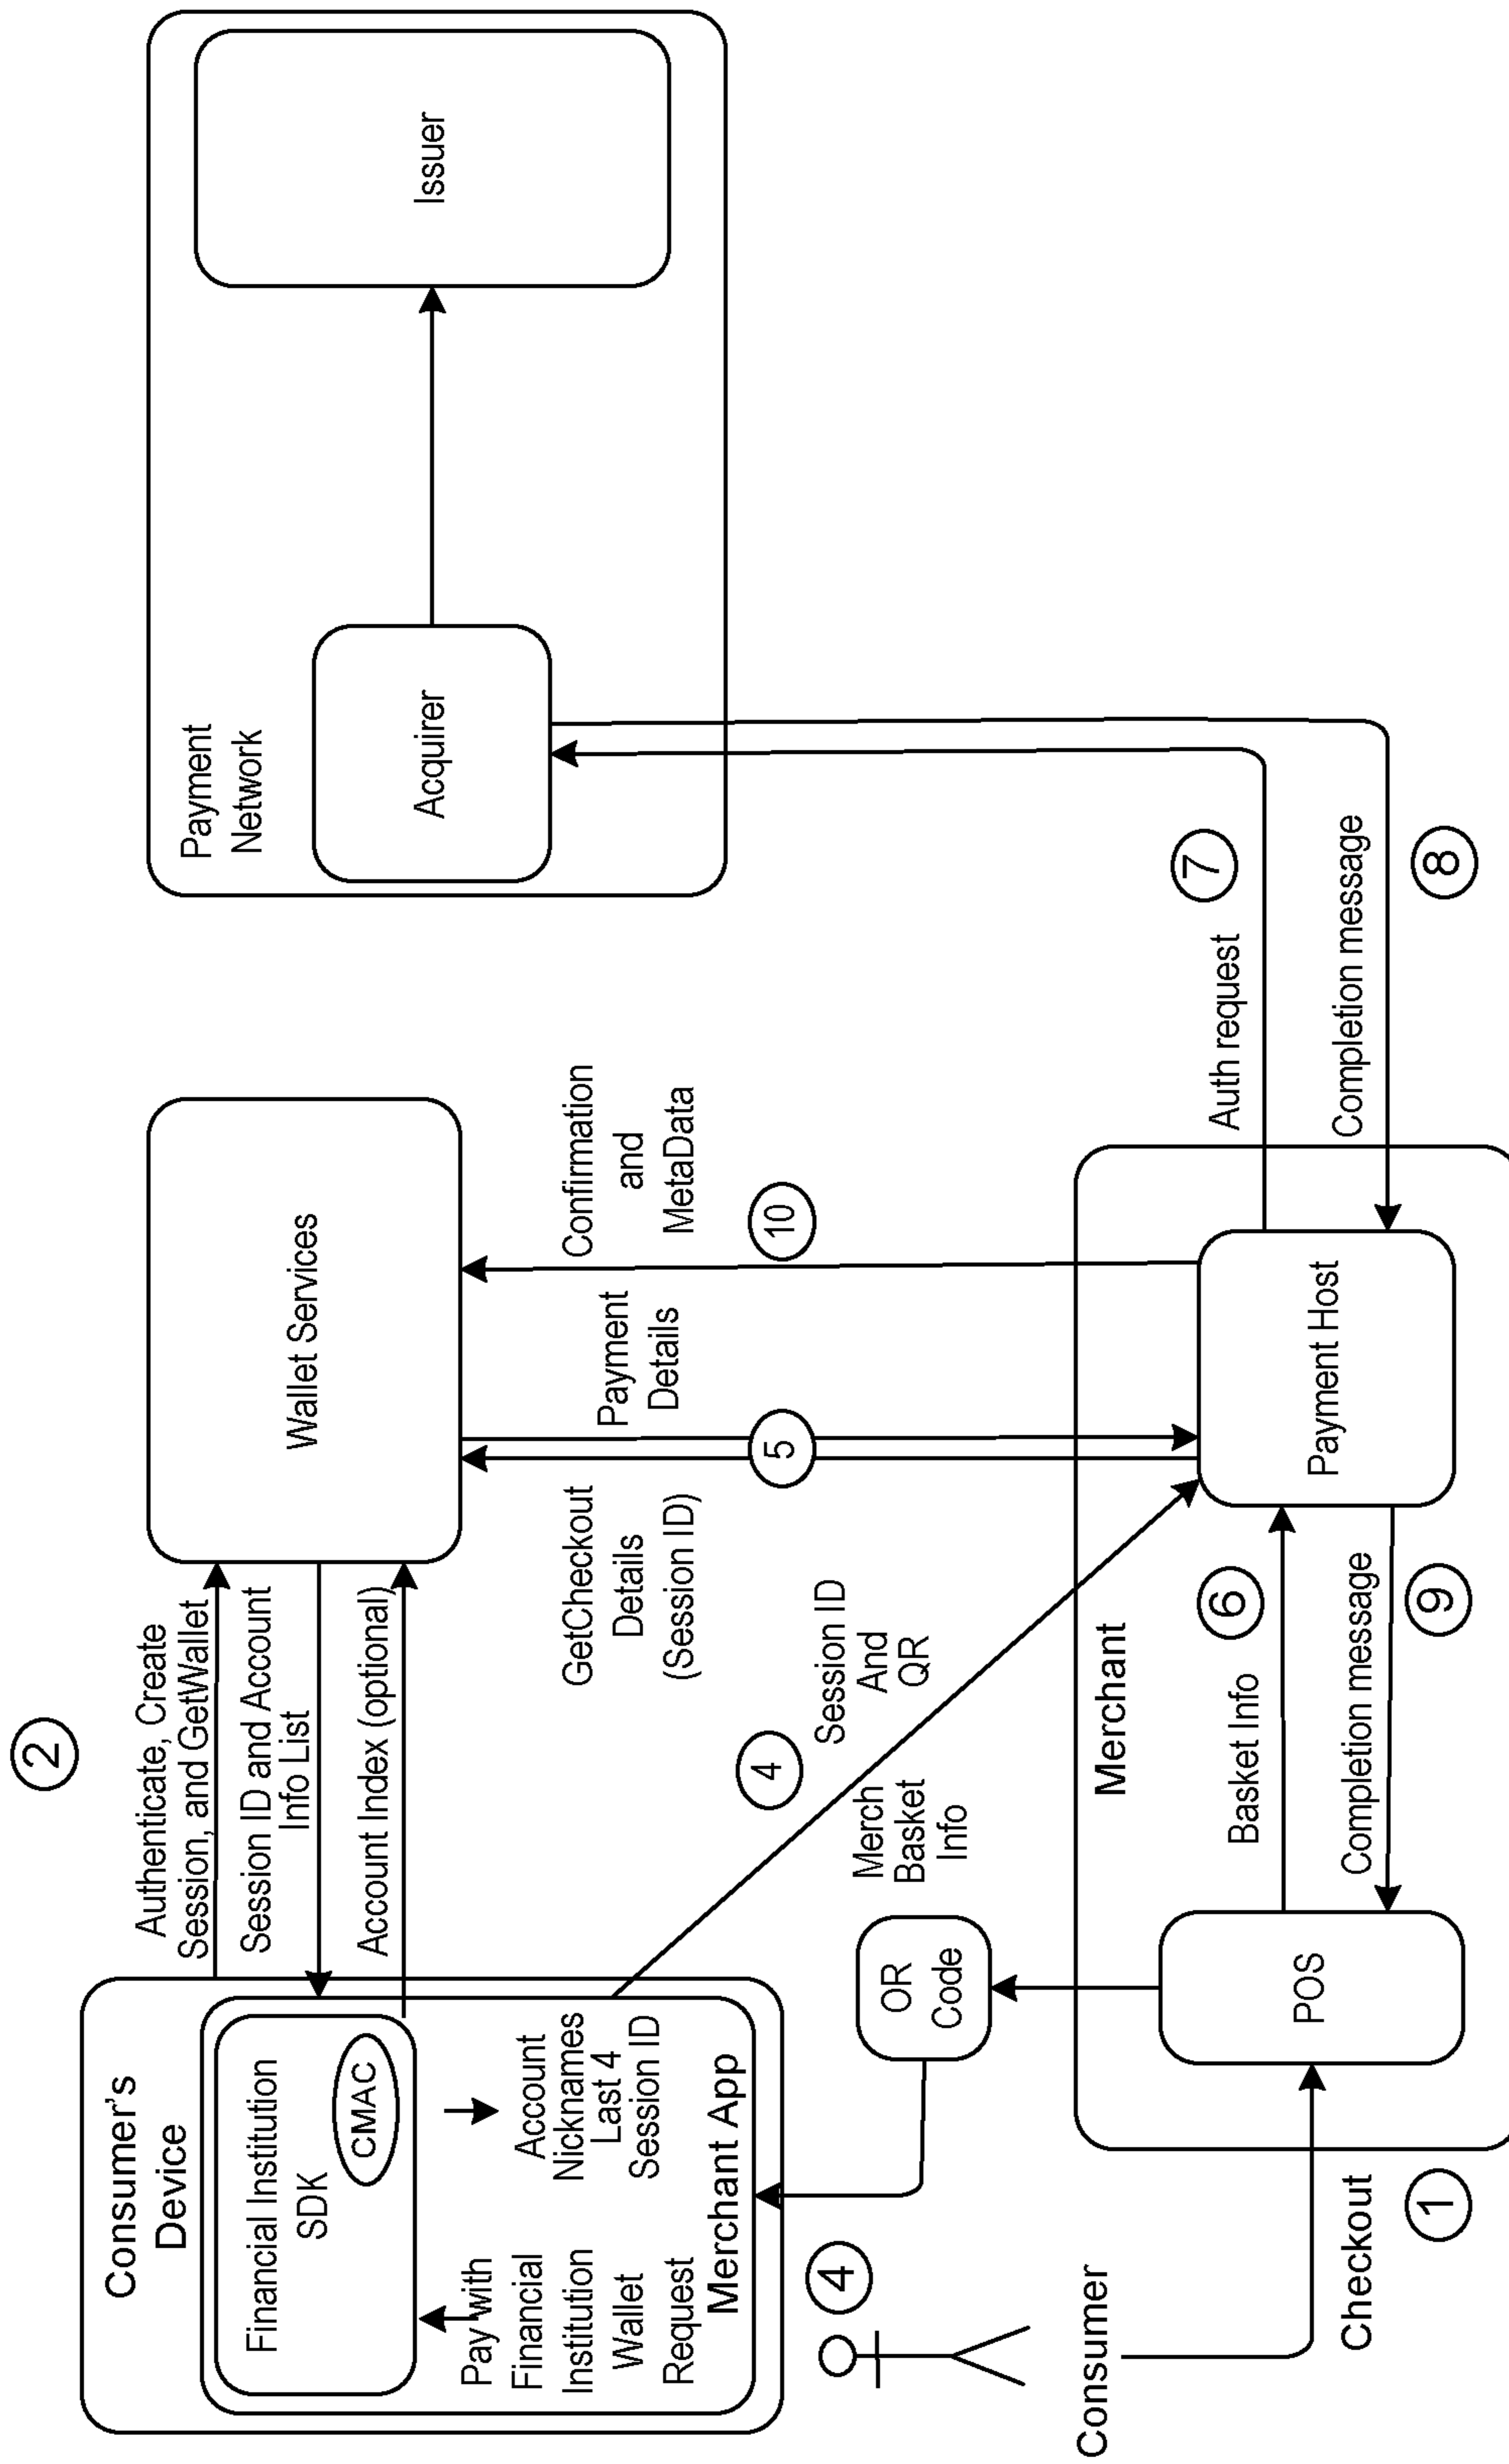 2
Consumer's
Device
Financial Institution
SDK
CMAC
Pay with
Financial
Institution
Wallet
Request
Account
Nicknames
Last 4
Session ID
Merchant App
Authenticate, Create
Session, and GetWallet
Session ID and Account
Info List
Account Index (optional)
Wallet Services
Payment
Network
Acquirer
Issuer
GetCheckout
Details
(Session ID)
5
Payment
Details
Confirmation
and
MetaData
10
4
Session ID
And
QR
4
Merch
Basket
Info
OR
Code
Consumer
Checkout
1
Merchant
POS
Basket Info
6
Completion message
9
Payment Host
Auth request
7
Completion message
8